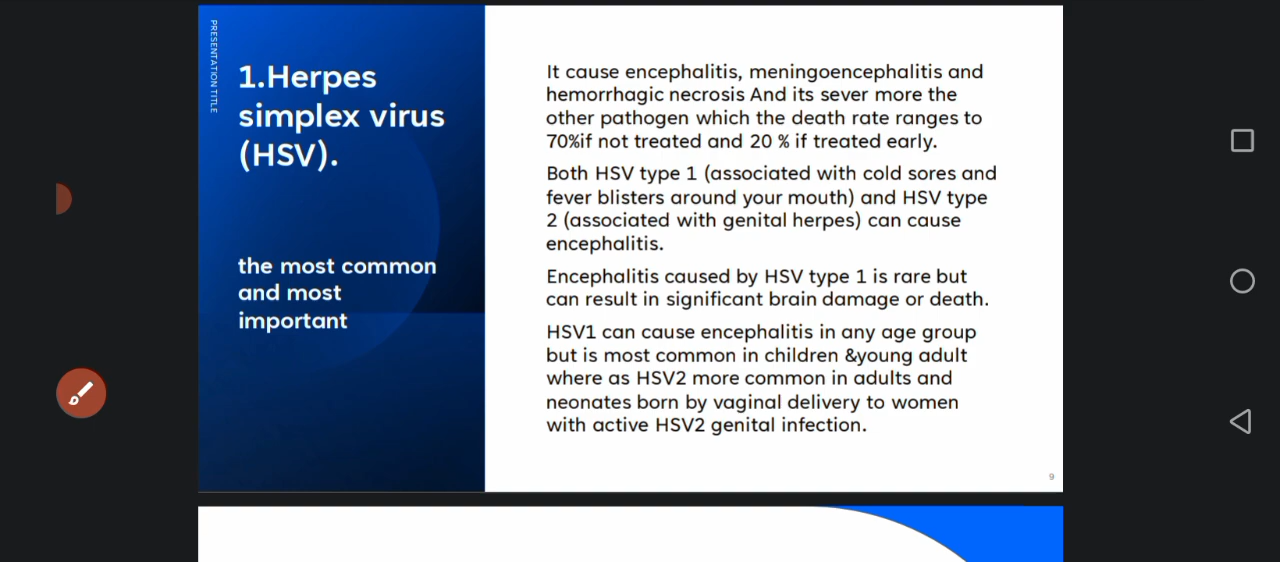 PRESENTATION TITLE
1.Herpes
simplex virus
(HSV).
the most common
and most
important
It cause encephalitis, meningoencephalitis and
hemorrhagic necrosis And its sever more the
other pathogen which the death rate ranges to
70%if not treated and 20 % if treated early.
Both HSV type 1 (associated with cold sores and
fever blisters around your mouth) and HSV type
2 (associated with genital herpes) can cause
encephalitis.
Encephalitis caused by HSV type 1 is rare but
can result in significant brain damage or death.
HSV1 can cause encephalitis in any age group
but is most common in children &young adult
where as HSV2 more common in adults and
neonates born by vaginal delivery to women
with active HSV2 genital infection.
9